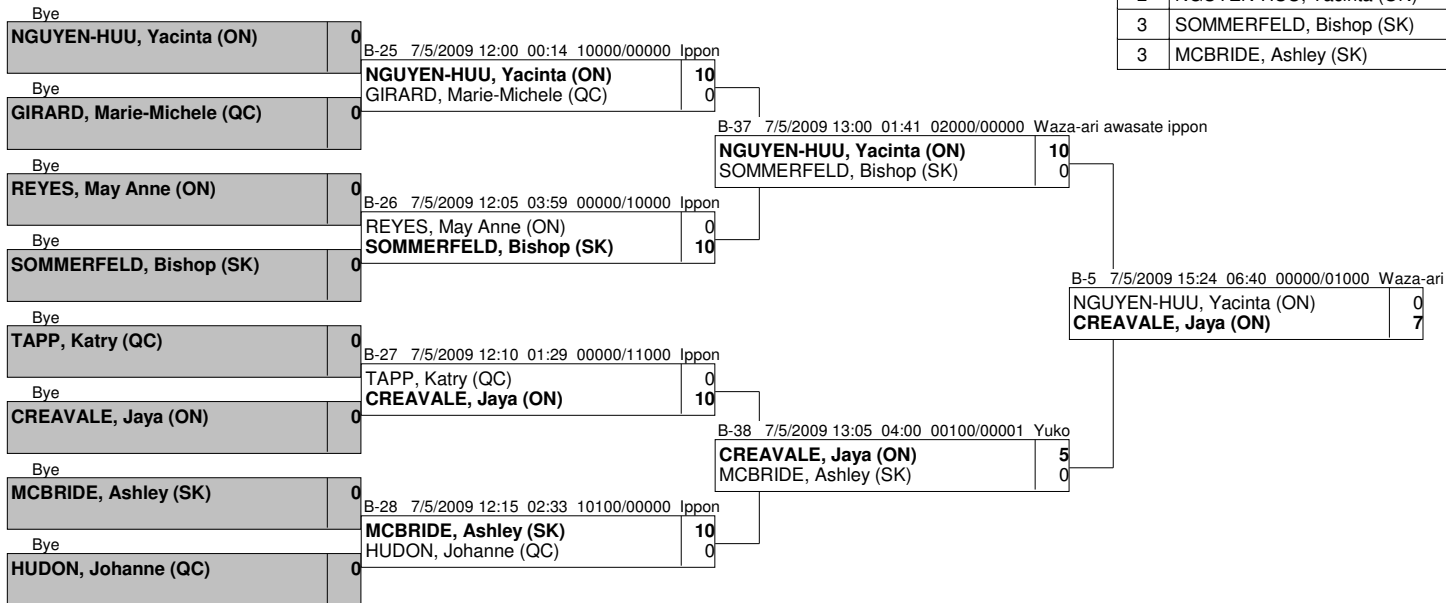 Bye
NGUYEN-HUU, Yacinta (ON) 0
Bye
GIRARD, Marie-Michele (QC) 0
Bye
REYES, May Anne (ON) 0
Bye
SOMMERFELD, Bishop (SK) 0
Bye
TAPP, Katry (QC) 0
Bye
CREAVALE, Jaya (ON) 0
Bye
MCBRIDE, Ashley (SK) 0
Bye
HUDON, Johanne (QC) 0
B-25 7/5/2009 12:00 00:14 10000/00000 Ippon
NGUYEN-HUU, Yacinta (ON) 10
GIRARD, Marie-Michele (QC) 0
B-26 7/5/2009 12:05 03:59 00000/10000 Ippon
REYES, May Anne (ON) 0
SOMMERFELD, Bishop (SK) 10
B-27 7/5/2009 12:10 01:29 00000/11000 Ippon
TAPP, Katry (QC) 0
CREAVALE, Jaya (ON) 10
B-28 7/5/2009 12:15 02:33 10100/00000 Ippon
MCBRIDE, Ashley (SK) 10
HUDON, Johanne (QC) 0
B-37 7/5/2009 13:00 01:41 02000/00000 Waza-ari awasate ippon
NGUYEN-HUU, Yacinta (ON) 10
SOMMERFELD, Bishop (SK) 0
B-38 7/5/2009 13:05 04:00 00100/00001 Yuko
CREAVALE, Jaya (ON) 5
MCBRIDE, Ashley (SK) 0
B-5 7/5/2009 15:24 06:40 00000/01000 Waza-ari
NGUYEN-HUU, Yacinta (ON) 0
CREAVALE, Jaya (ON) 7
2 NGUYEN-HUU, Yacinta (ON)
3 SOMMERFELD, Bishop (SK)
3 MCBRIDE, Ashley (SK)